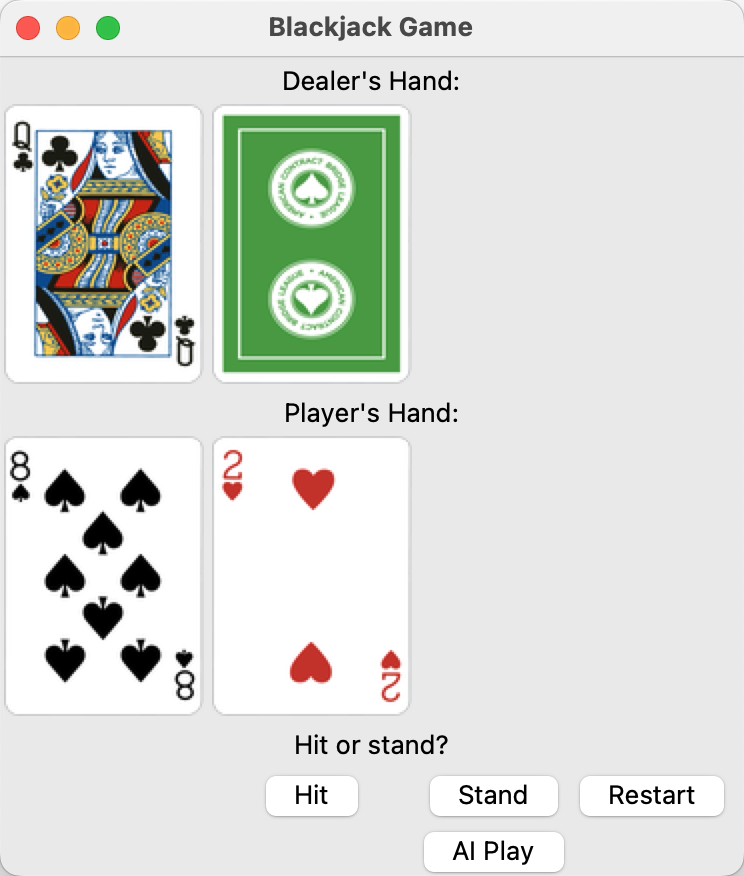 Blackjack Game
Dealer's Hand:
Q
Q
AMERICAN CONTRACT BRIDGE LEAGUE
AMERICAN CONTRACT BRIDGE LEAGUE
Player's Hand:
8
2
8
2
Hit or stand?
Hit Stand Restart
AI Play